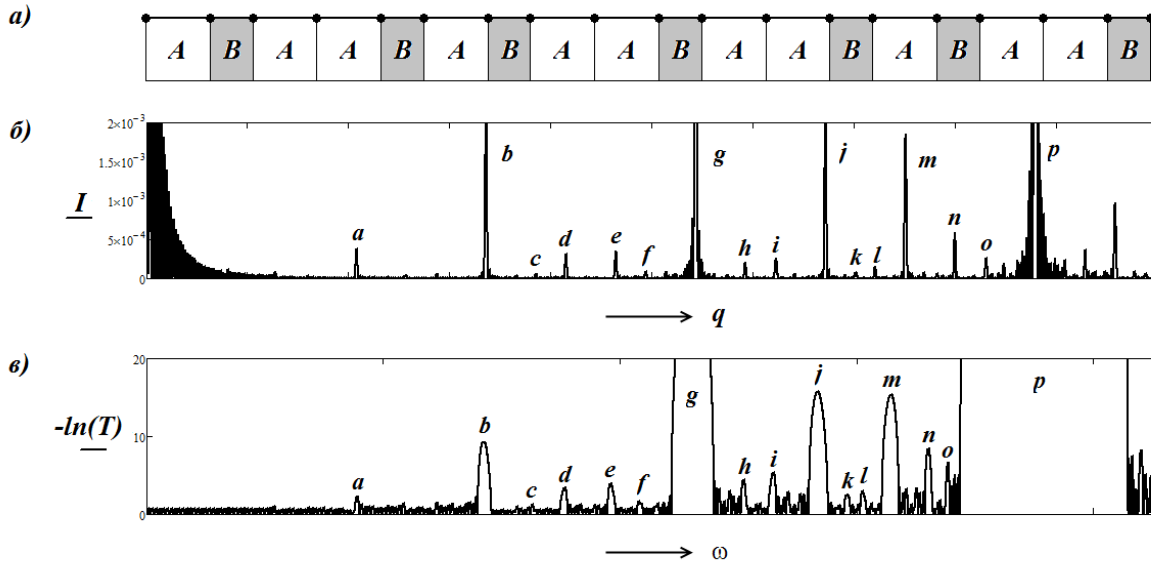 а)
A B A A B A B A A B A A B A B A A B
б)
2×10⁻³
1.5×10⁻³
1×10⁻³
5×10⁻⁴
0
I
a b c d e f g h i j k l m n o p
q
в)
20
10
0
-ln(T)
a b c d e f g h i j k l m n o p
ω